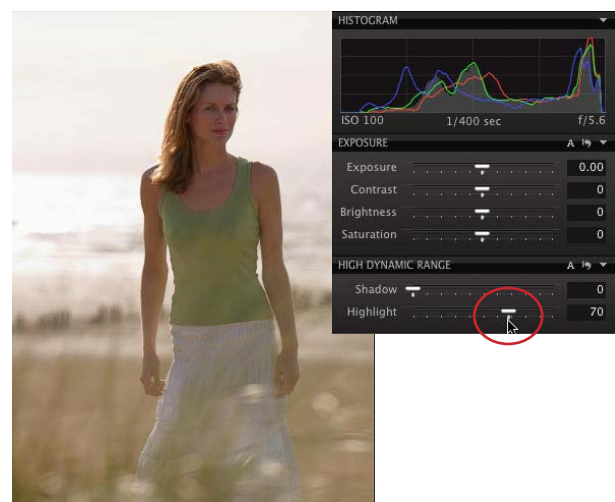 HISTOGRAM
ISO 100 1/400 sec f/5.6
EXPOSURE A
Exposure 0.00
Contrast 0
Brightness 0
Saturation 0
HIGH DYNAMIC RANGE A
Shadow 0
Highlight 70